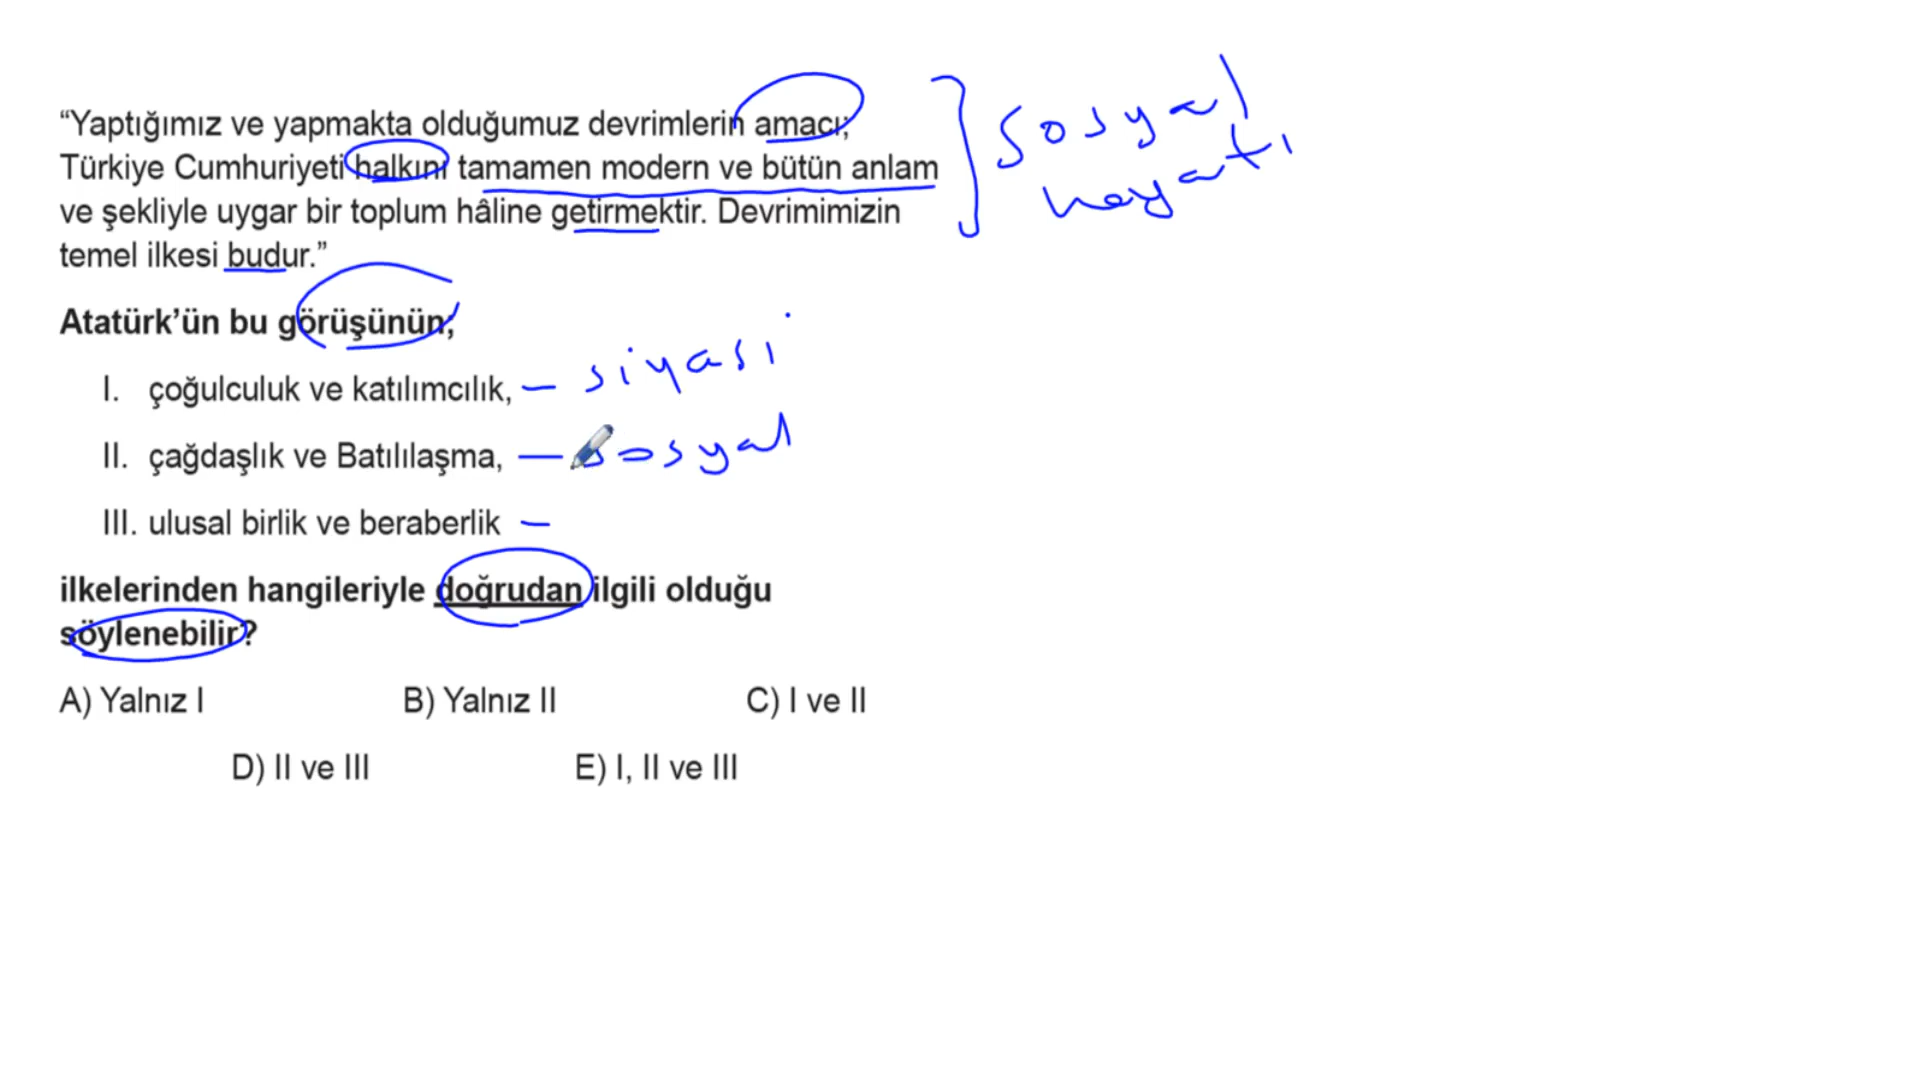 “Yaptığımız ve yapmakta olduğumuz devrimlerin amacı;
Türkiye Cumhuriyeti halkını tamamen modern ve bütün anlam
ve şekliyle uygar bir toplum hâline getirmektir. Devrimimizin
temel ilkesi budur.”
sosyal
hayatı
Atatürk’ün bu görüşünün;
I. çoğulculuk ve katılımcılık, – siyasi
II. çağdaşlık ve Batılılaşma, – sosyal
III. ulusal birlik ve beraberlik –
ilkelerinden hangileriyle doğrudan ilgili olduğu
söylenebilir?
A) Yalnız I B) Yalnız II C) I ve II
D) II ve III E) I, II ve III